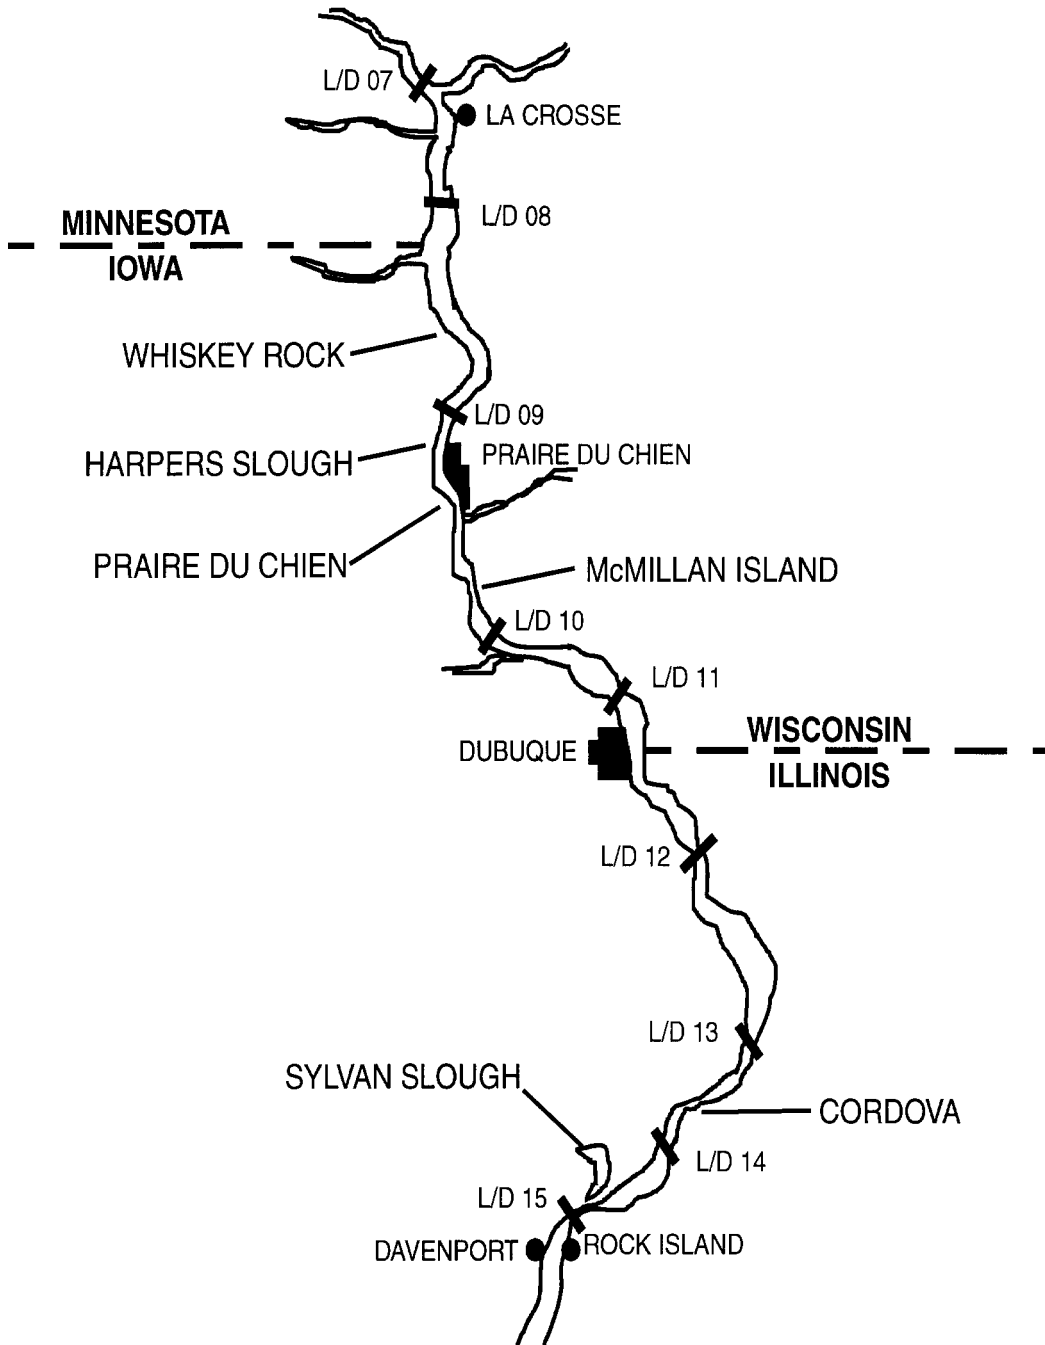 L/D 07
LA CROSSE
L/D 08
MINNESOTA
IOWA
WHISKEY ROCK
L/D 09
HARPERS SLOUGH
PRAIRE DU CHIEN
PRAIRE DU CHIEN
McMILLAN ISLAND
L/D 10
L/D 11
WISCONSIN
DUBUQUE
ILLINOIS
L/D 12
L/D 13
SYLVAN SLOUGH
CORDOVA
L/D 14
L/D 15
DAVENPORT
ROCK ISLAND